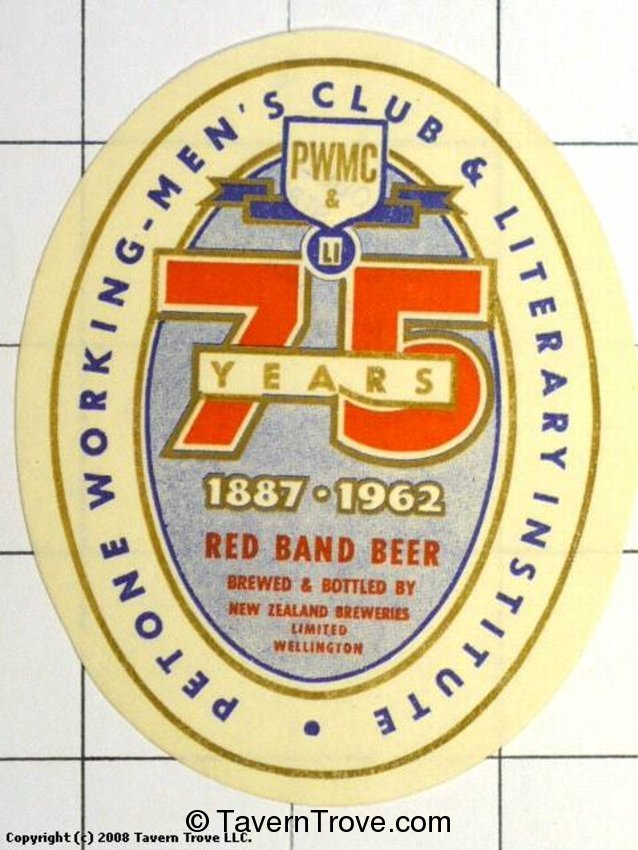 PETONE WORKING-MEN'S CLUB & LITERARY INSTITUTE •
PWMC
&
LI
75
YEARS
1887 • 1962
RED BAND BEER
BREWED & BOTTLED BY
NEW ZEALAND BREWERIES
LIMITED
WELLINGTON
© TavernTrove.com
Copyright (c) 2008 Tavern Trove LLC.